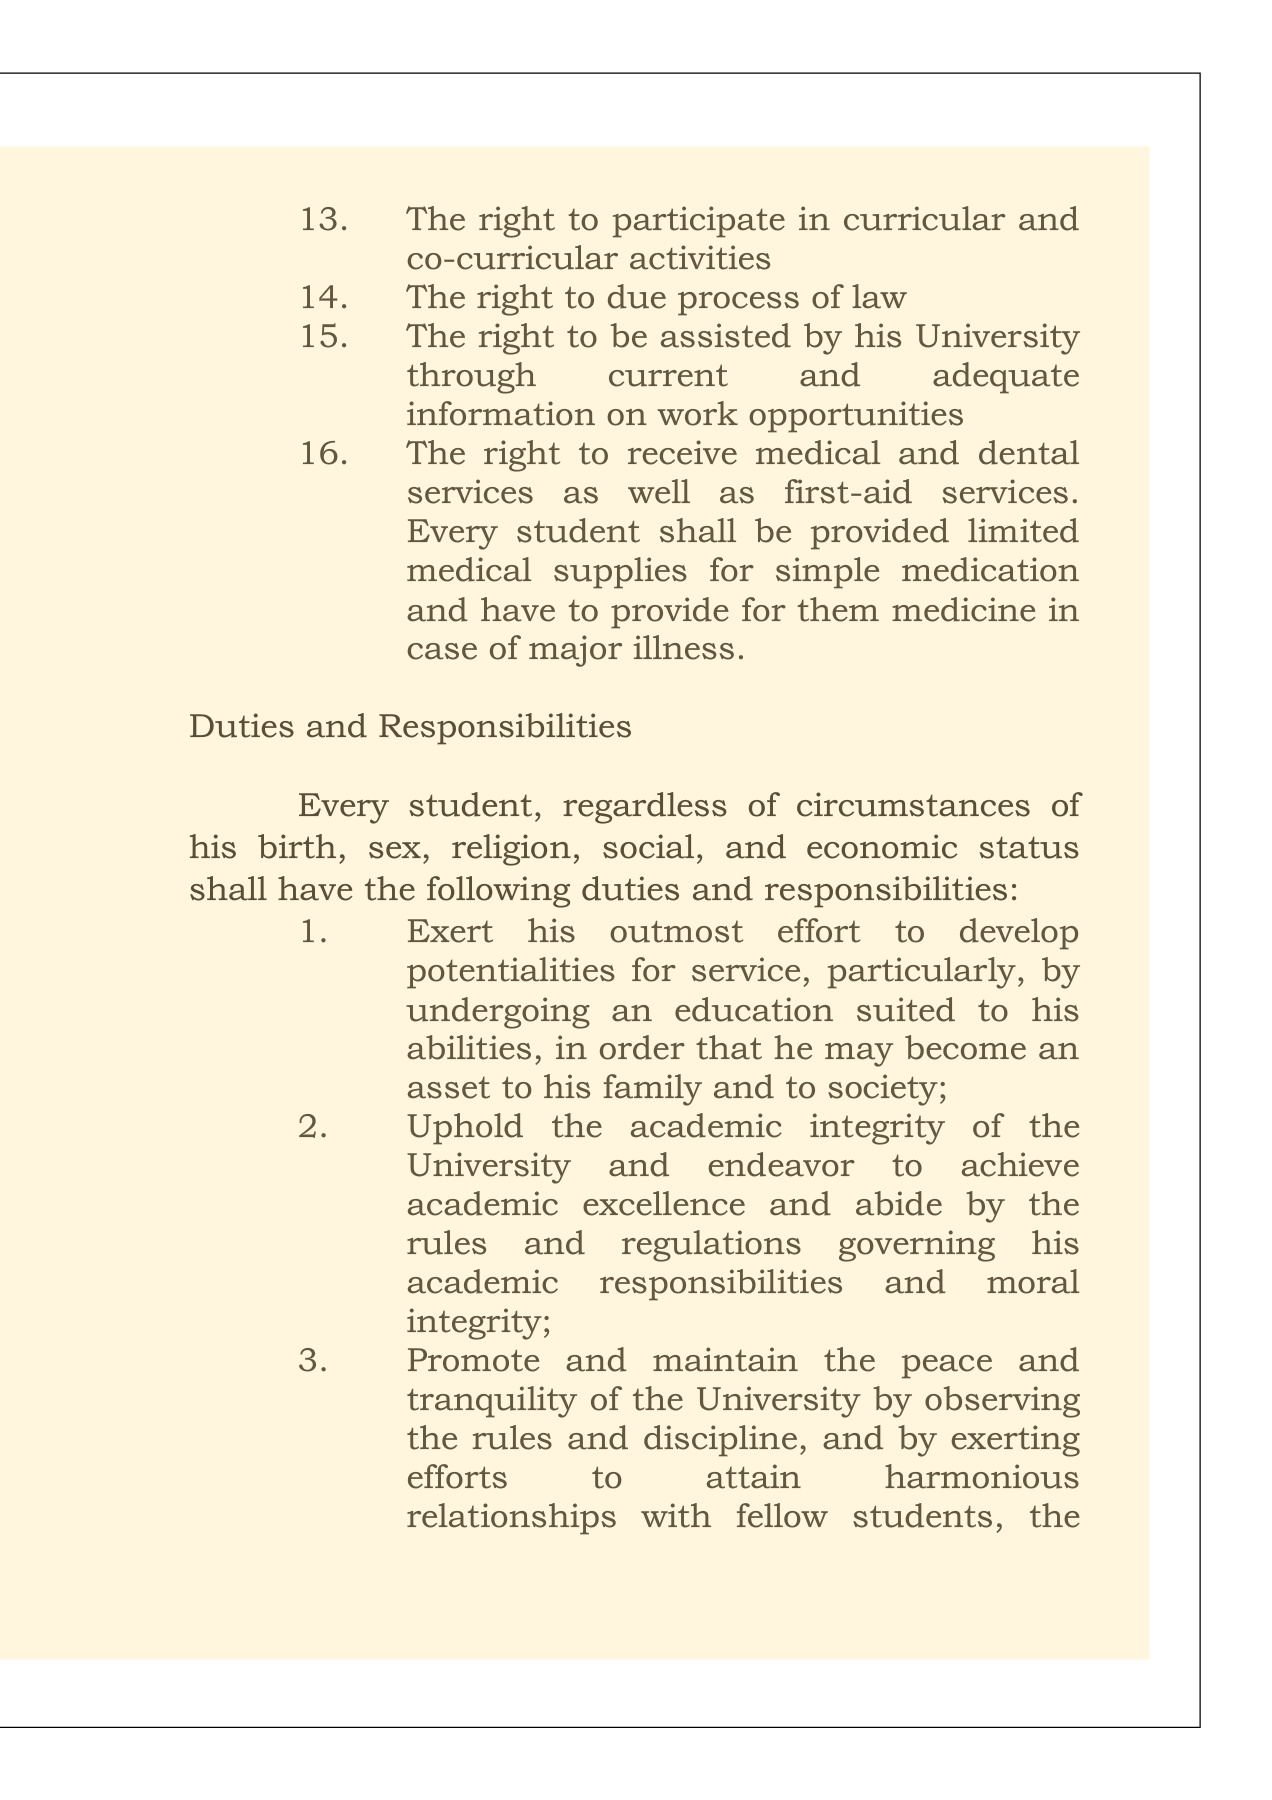 13. The right to participate in curricular and
co-curricular activities
14. The right to due process of law
15. The right to be assisted by his University
through current and adequate
information on work opportunities
16. The right to receive medical and dental
services as well as first-aid services.
Every student shall be provided limited
medical supplies for simple medication
and have to provide for them medicine in
case of major illness.
Duties and Responsibilities
Every student, regardless of circumstances of
his birth, sex, religion, social, and economic status
shall have the following duties and responsibilities:
1. Exert his outmost effort to develop
potentialities for service, particularly, by
undergoing an education suited to his
abilities, in order that he may become an
asset to his family and to society;
2. Uphold the academic integrity of the
University and endeavor to achieve
academic excellence and abide by the
rules and regulations governing his
academic responsibilities and moral
integrity;
3. Promote and maintain the peace and
tranquility of the University by observing
the rules and discipline, and by exerting
efforts to attain harmonious
relationships with fellow students, the